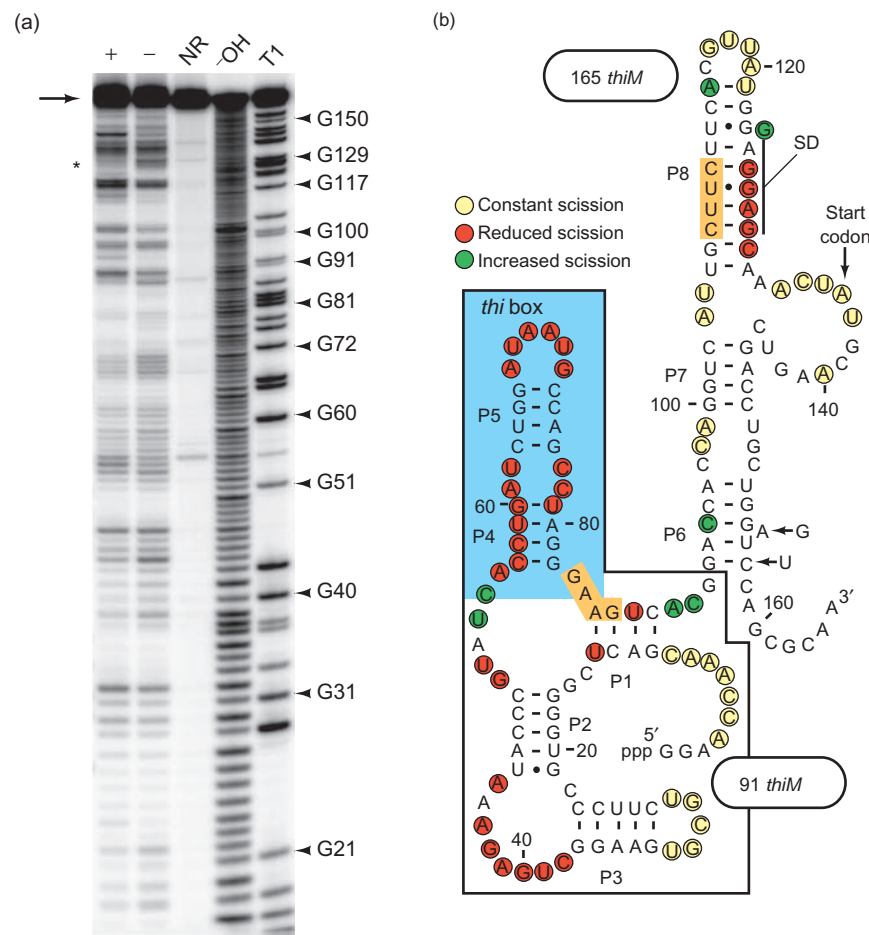 (a)
+ − NR ⁻OH T1
G150
*
G129
G117
G100
G91
G81
G72
G60
G51
G40
G31
G21
(b)
165 thiM
G U U
C A
A U 120
C G
U G G
U A
P8
C G
U G
U A
C G
G C
SD
Constant scission
Reduced scission
Increased scission
Start
codon
U A
U A A C U A
A U
G
C
A
A
G
U
C
140
P7
C G
U A
G C
100 G C
A U
C G
C C
A U
C G
P6 C G A G
A U U
G C
G C
A
160
G C G C A A 3′
thi box
A A
U U
A G
G C
G C
P5 U A
C G
U C
A C
60 G U
U A 80
P4 C G
C G
A
C
U
A
U
G
G
A
A G U C A C
U C A G C A A A C C A
P1
C
G
C G
C G
P2
C G
A U 20
U G
5′
ppp G G A
91 thiM
A
A
G
A
G
40
U
C
C
C C U U C U G
C
G G A A G U G
P3